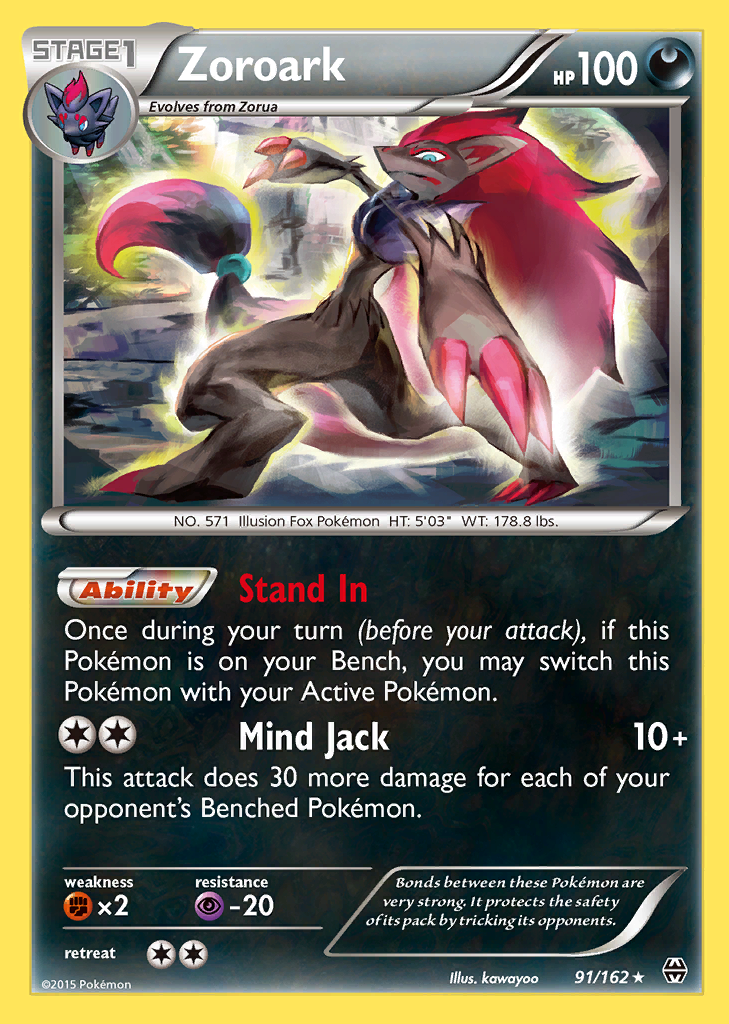 STAGE1
Zoroark
HP100
Evolves from Zorua
NO. 571 Illusion Fox Pokémon HT: 5'03" WT: 178.8 lbs.
Ability Stand In
Once during your turn (before your attack), if this
Pokémon is on your Bench, you may switch this
Pokémon with your Active Pokémon.
Mind Jack 10+
This attack does 30 more damage for each of your
opponent's Benched Pokémon.
weakness resistance
×2 -20
Bonds between these Pokémon are
very strong. It protects the safety
of its pack by tricking its opponents.
retreat
Illus. kawayoo 91/162 ★
©2015 Pokémon